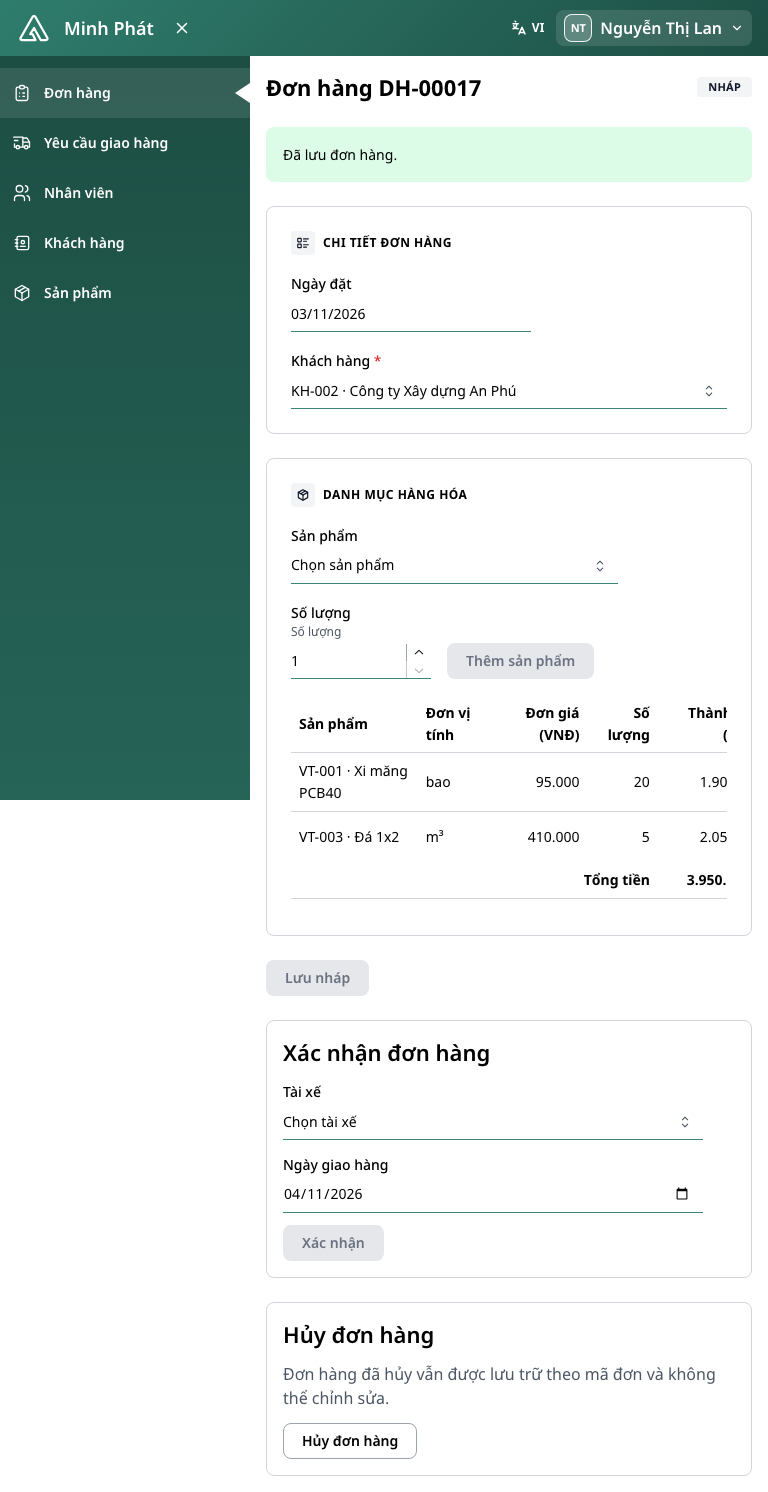 Minh Phát
VI
NT
Nguyễn Thị Lan
Đơn hàng
Yêu cầu giao hàng
Nhân viên
Khách hàng
Sản phẩm
Đơn hàng DH-00017
NHÁP
Đã lưu đơn hàng.
CHI TIẾT ĐƠN HÀNG
Ngày đặt
03/11/2026
Khách hàng *
KH-002 · Công ty Xây dựng An Phú
DANH MỤC HÀNG HÓA
Sản phẩm
Chọn sản phẩm
Số lượng
Số lượng
1
Thêm sản phẩm
Sản phẩm Đơn vị tính Đơn giá (VNĐ) Số lượng Thành (
VT-001 · Xi măng PCB40 bao 95.000 20 1.90
VT-003 · Đá 1x2 m³ 410.000 5 2.05
Tổng tiền 3.950.
Lưu nháp
Xác nhận đơn hàng
Tài xế
Chọn tài xế
Ngày giao hàng
04/11/2026
Xác nhận
Hủy đơn hàng
Đơn hàng đã hủy vẫn được lưu trữ theo mã đơn và không
thể chỉnh sửa.
Hủy đơn hàng